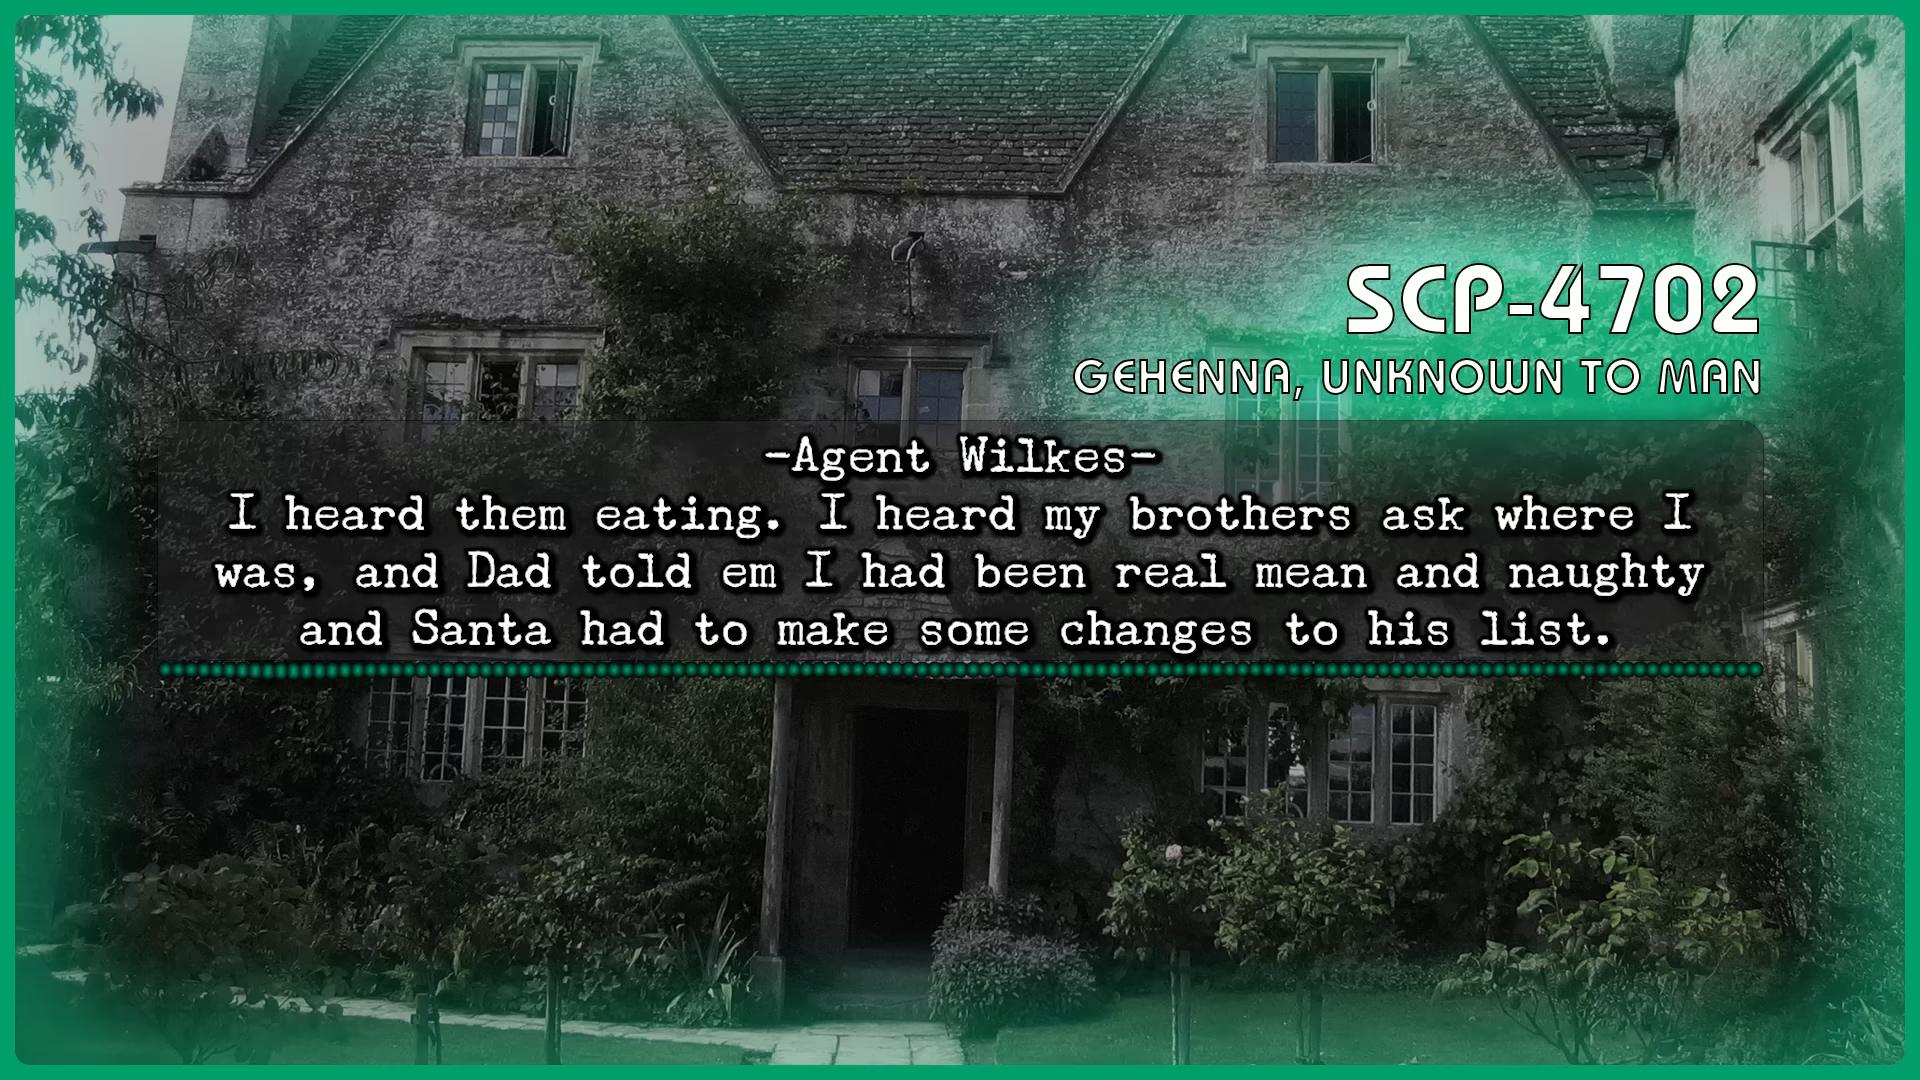 SCP-4702
GEHENNA, UNKNOWN TO MAN
-Agent Wilkes-
I heard them eating. I heard my brothers ask where I
was, and Dad told em I had been real mean and naughty
and Santa had to make some changes to his list.